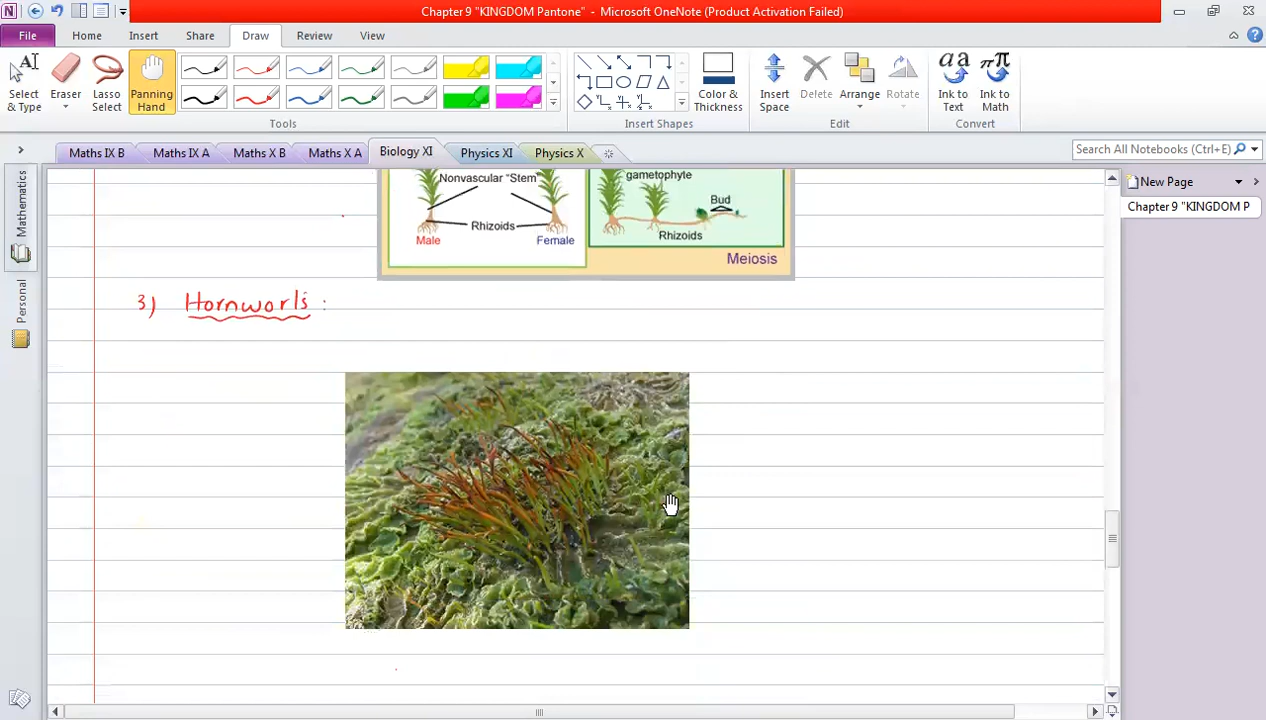 Chapter 9 "KINGDOM Pantone" - Microsoft OneNote (Product Activation Failed)
File Home Insert Share Draw Review View
Select & Type
Eraser
Lasso Select
Panning Hand
Color & Thickness
Insert Space
Delete
Arrange
Rotate
Ink to Text
Ink to Math
Tools Insert Shapes Edit Convert
Maths IX B Maths IX A Maths X B Maths X A Biology XI Physics XI Physics X
Search All Notebooks (Ctrl+E)
New Page
Chapter 9 "KINGDOM P
Mathematics
Personal
Nonvascular "Stem"
Rhizoids
Male Female
gametophyte
Bud
Rhizoids
Meiosis
3) Hornworts :